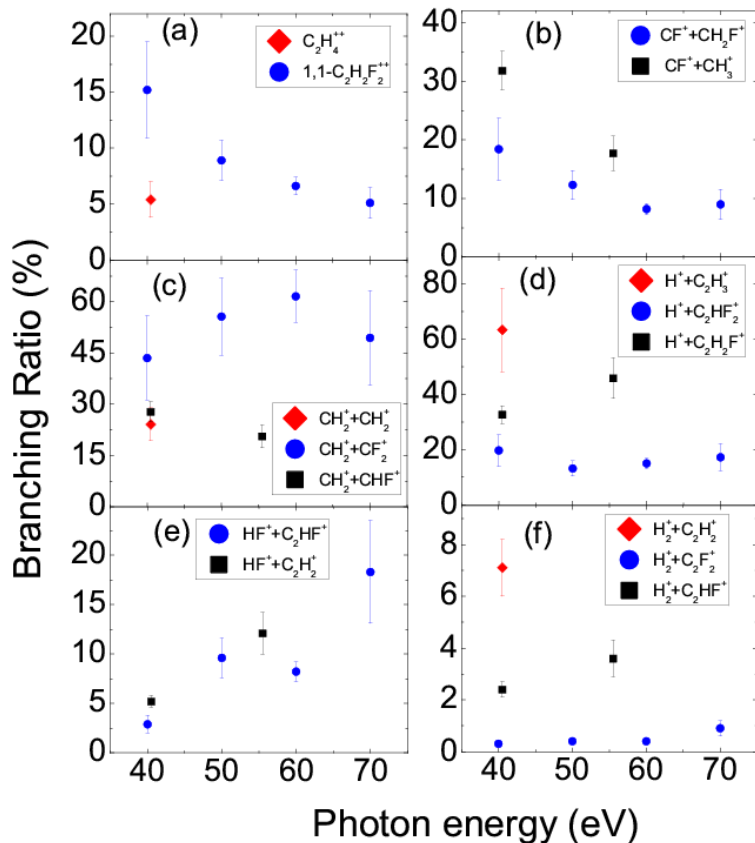 Branching Ratio (%)
(a)
C₂H₄⁺⁺
1,1-C₂H₂F₂⁺⁺
20
15
10
5
0
(b)
CF⁺+CH₂F⁺
CF⁺+CH₃⁺
40
30
20
10
0
(c)
CH₂⁺+CH₂⁺
CH₂⁺+CF₂⁺
CH₂⁺+CHF⁺
60
45
30
15
0
(d)
H⁺+C₂H₃⁺
H⁺+C₂HF₂⁺
H⁺+C₂H₂F⁺
80
60
40
20
0
(e)
HF⁺+C₂HF⁺
HF⁺+C₂H₂⁺
20
15
10
5
0
40 50 60 70
(f)
H₂⁺+C₂H₂⁺
H₂⁺+C₂F₂⁺
H₂⁺+C₂HF⁺
8
6
4
2
0
40 50 60 70
Photon energy (eV)